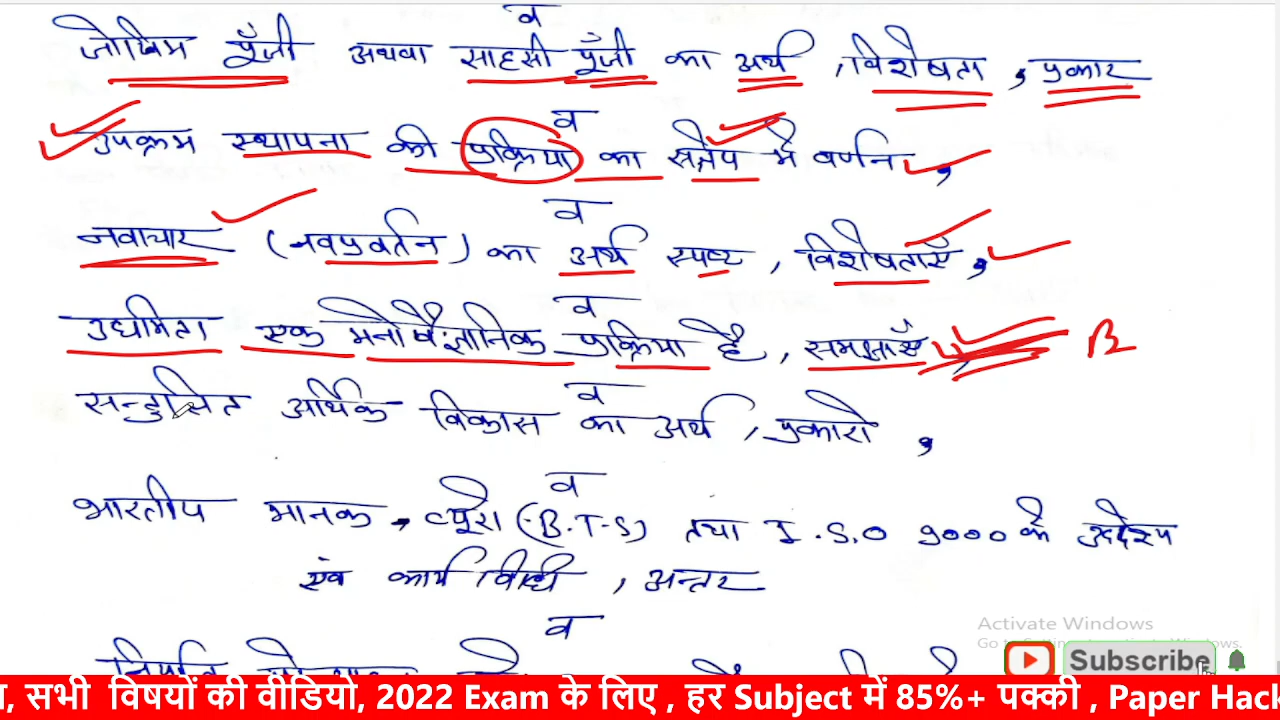 व
जोखिम पूँजी अथवा साहसी पूँजी का अर्थ , विशेषता , प्रकार
व
उपक्रम स्थापना की प्रक्रिया का संक्षेप में वर्णन ,
व
नवाचार (नवप्रवर्तन) का अर्थ स्पष्ट , विशेषताएँ ,
व
उद्यमिता एक मनोवैज्ञानिक प्रक्रिया है , समझाएँ B
व
सन्तुलित आर्थिक विकास का अर्थ , प्रकारो ,
व
भारतीय मानक ब्यूरो (B.I.S) तथा I.S.O 9000 के उद्देश्य
एवं कार्य विधि , अन्तर
व
Activate Windows
Subscribe
, सभी विषयों की वीडियो, 2022 Exam के लिए , हर Subject में 85%+ पक्की , Paper Hac